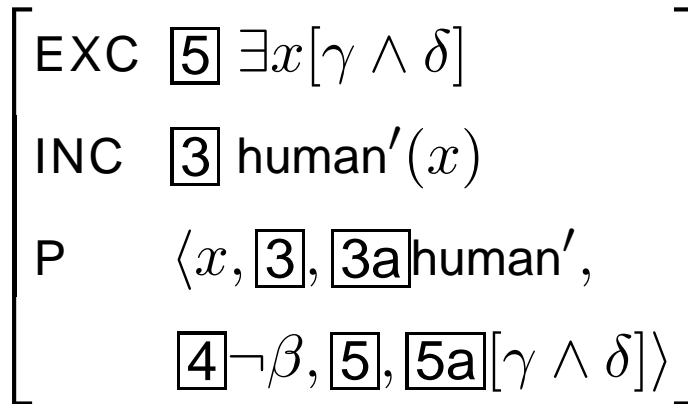 EXC 5 ∃x[γ ∧ δ]
INC 3 human′(x)
P ⟨x, 3, 3a human′,
4 ¬β, 5, 5a [γ ∧ δ]⟩